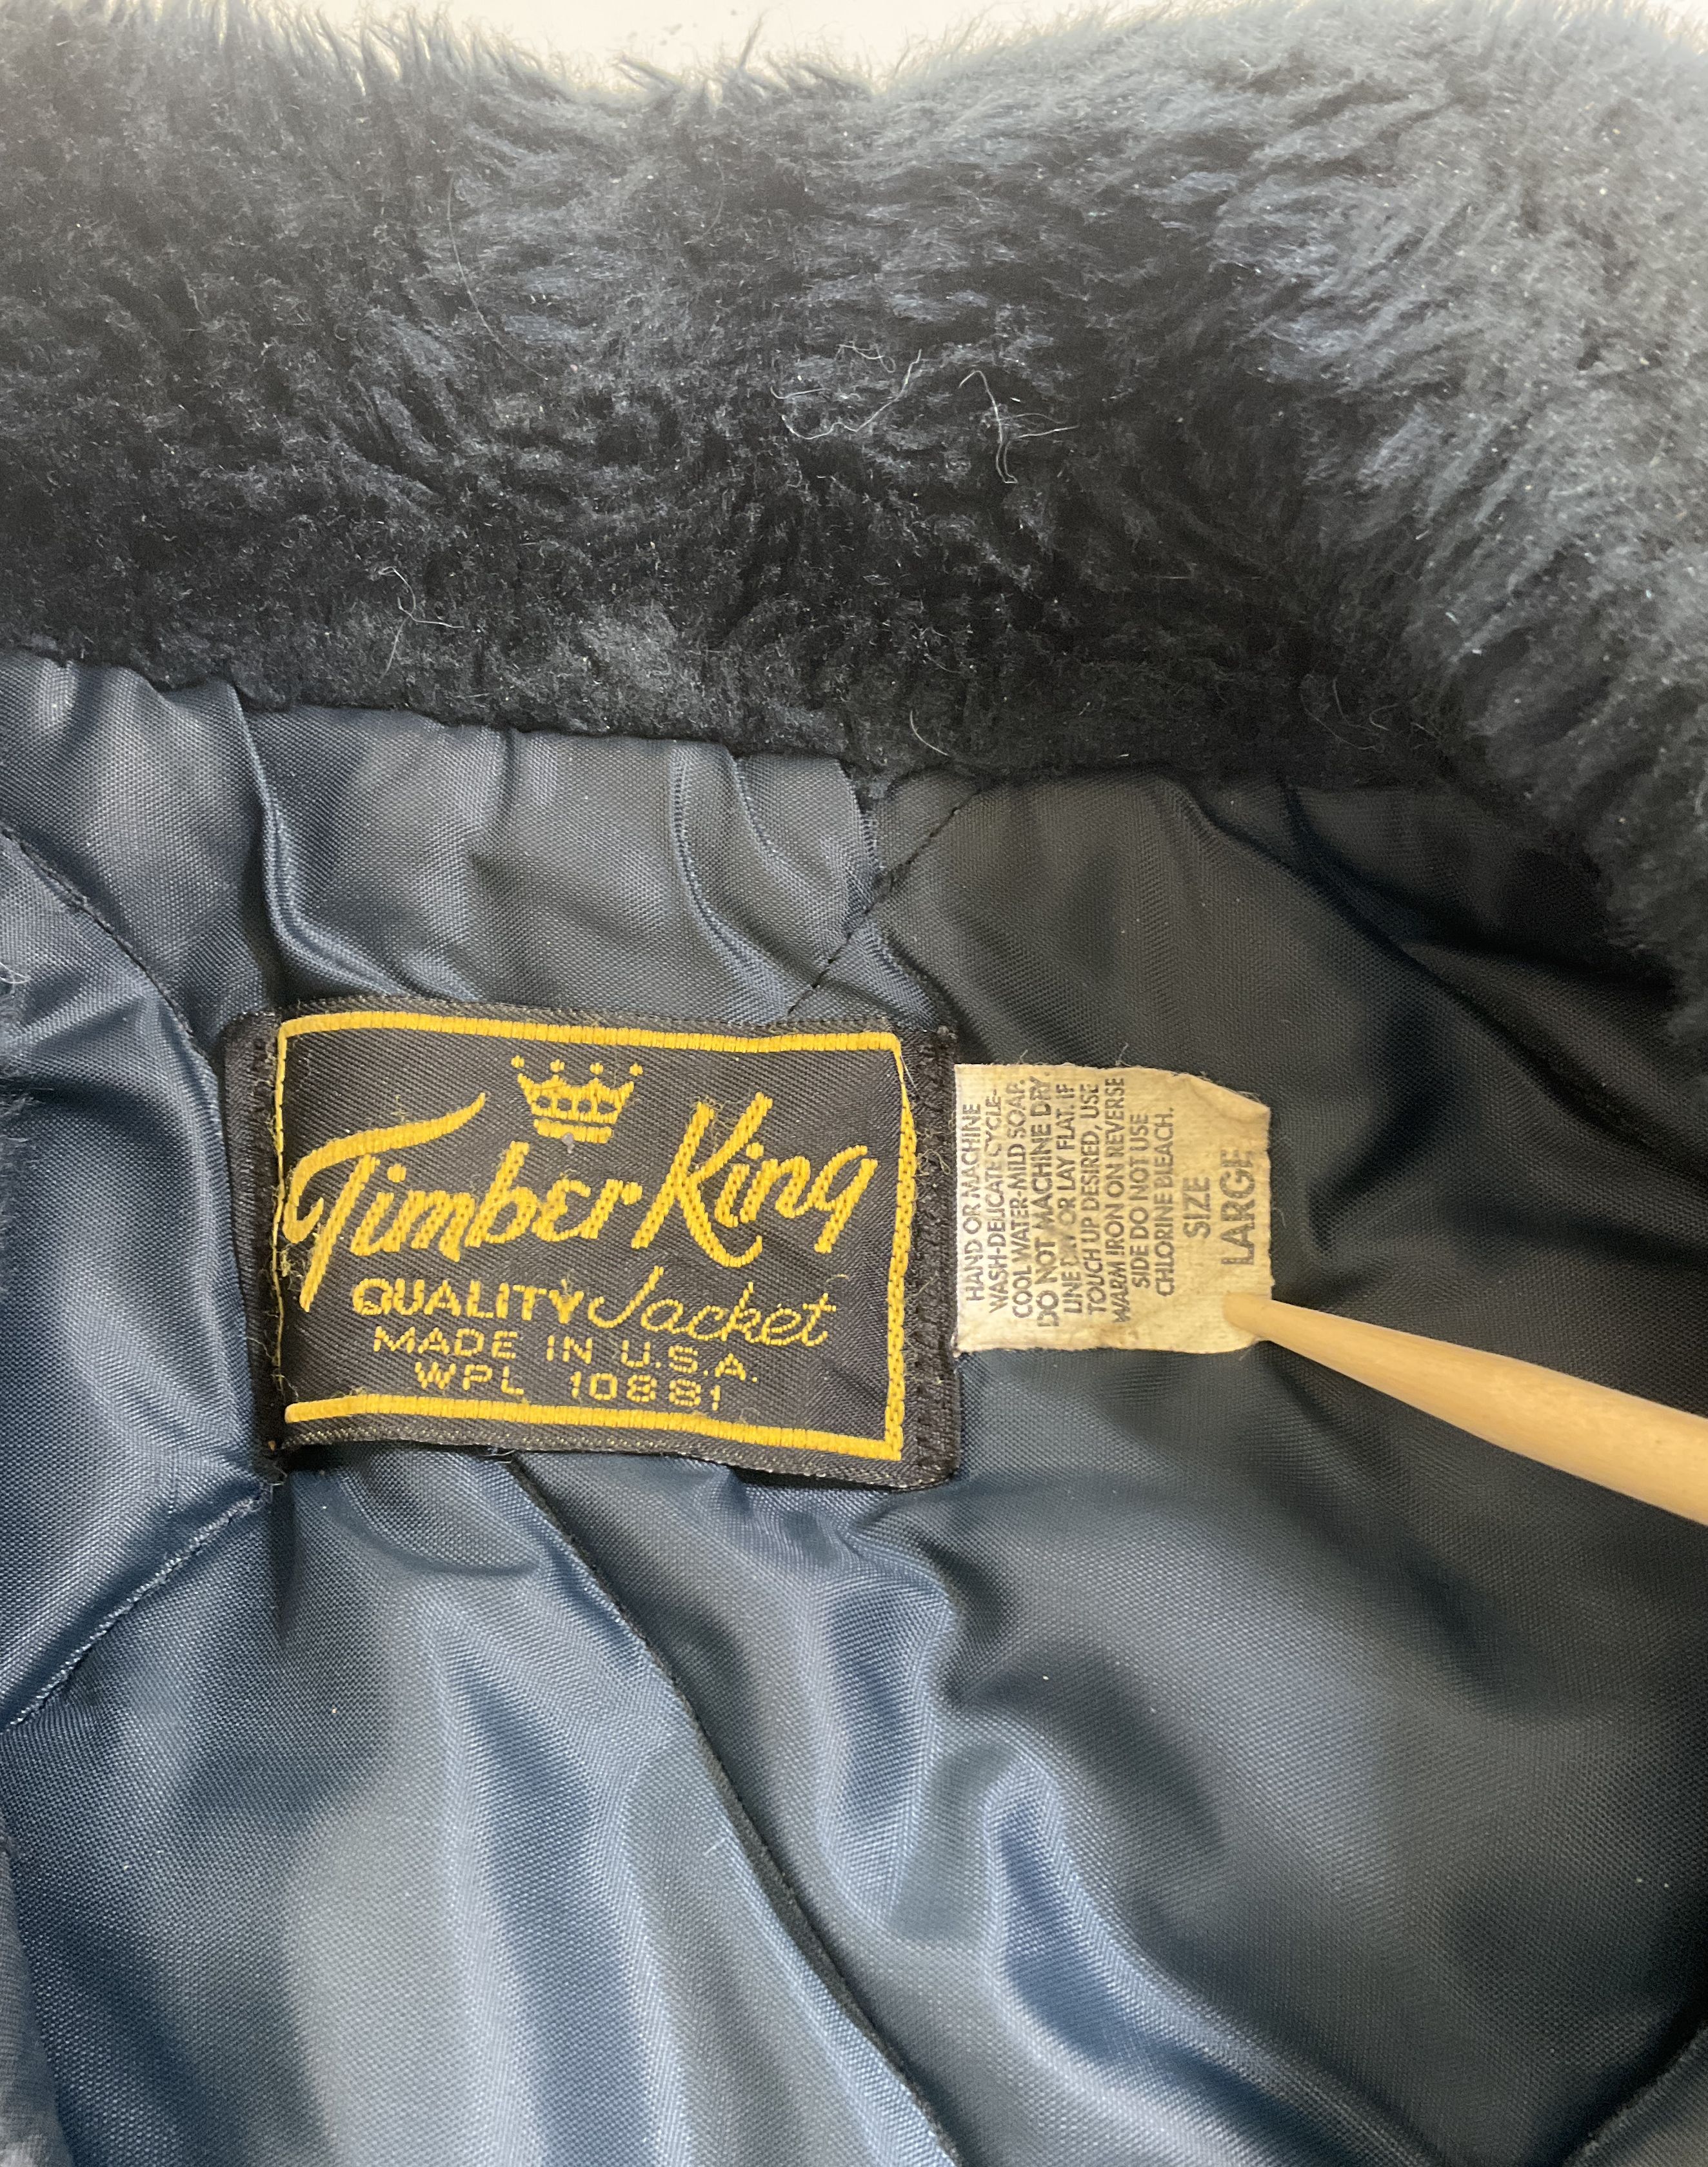 Timber King
QUALITY Jacket
MADE IN U.S.A.
WPL 10881
HAND OR MACHINE
WASH-DELICATE CYCLE-
COOL WATER-MILD SOAP.
DO NOT MACHINE DRY.
LINE DRY OR LAY FLAT. IF
TOUCH UP DESIRED, USE
WARM IRON ON REVERSE
SIDE DO NOT USE
CHLORINE BLEACH.
SIZE
LARGE